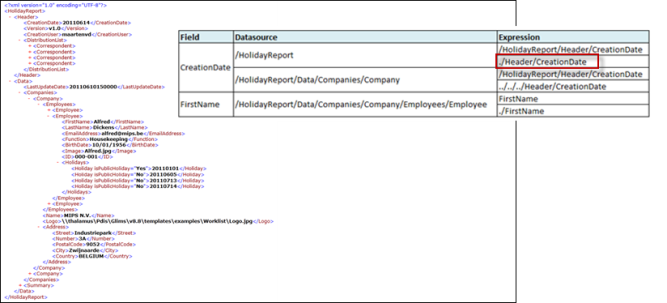 <?xml version="1.0" encoding="UTF-8"?>
<HolidayReport>
- <Header>
<CreationDate>20110614</CreationDate>
<Version>v1.0</Version>
<CreationUser>maartenvd</CreationUser>
- <DistributionList>
+ <Correspondent>
+ <Correspondent>
+ <Correspondent>
+ <Correspondent>
</DistributionList>
</Header>
- <Data>
<LastUpdateDate>20110610150000</LastUpdateDate>
- <Companies>
- <Company>
- <Employees>
+ <Employee>
- <Employee>
<FirstName>Alfred</FirstName>
<LastName>Dickens</LastName>
<EmailAddress>alfred@mips.be</EmailAddress>
<Function>Housekeeping</Function>
<BirthDate>10/01/1956</BirthDate>
<Image>Alfred.jpg</Image>
<ID>000-001</ID>
- <Holidays>
<Holiday isPublicHoliday="Yes">20110101</Holiday>
<Holiday isPublicHoliday="No">20110605</Holiday>
<Holiday isPublicHoliday="No">20110713</Holiday>
<Holiday isPublicHoliday="No">20110714</Holiday>
</Holidays>
</Employee>
+ <Employee>
</Employees>
<Name>MIPS N.V.</Name>
<Logo>\\thalamus\Pdis\Glims\v8.8\templates\examples\Worklist\Logo.jpg</Logo>
- <Address>
<Street>Industriepark</Street>
<Number>3A</Number>
<PostalCode>9052</PostalCode>
<City>Zwijnaarde</City>
<Country>BELGIUM</Country>
</Address>
</Company>
+ <Company>
</Companies>
+ <Summary>
</Data>
</HolidayReport>
Field Datasource Expression
CreationDate /HolidayReport /HolidayReport/Header/CreationDate
./Header/CreationDate
/HolidayReport/Data/Companies/Company /HolidayReport/Header/CreationDate
../../../Header/CreationDate
FirstName /HolidayReport/Data/Companies/Company/Employees/Employee FirstName
./FirstName